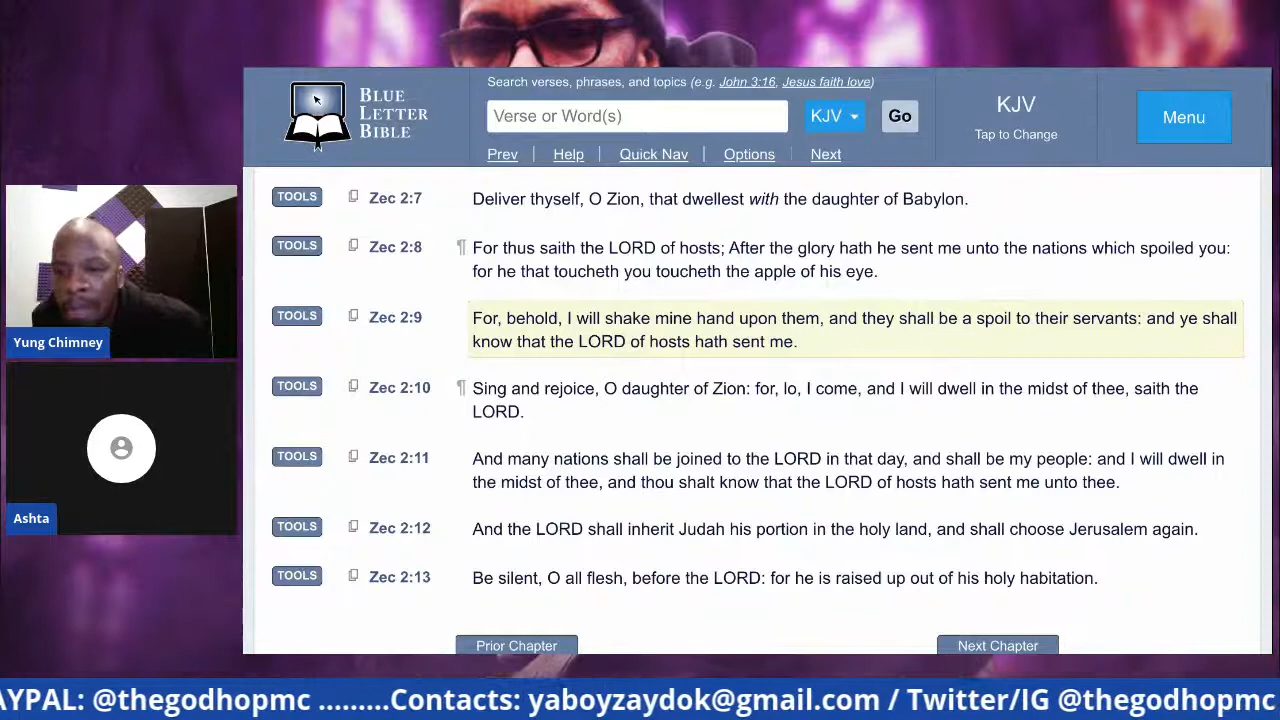 Search verses, phrases, and topics (e.g. John 3:16, Jesus faith love)
BLUE
LETTER
BIBLE
Verse or Word(s)
KJV
Go
KJV
Tap to Change
Menu
Prev
Help
Quick Nav
Options
Next
TOOLS Zec 2:7 Deliver thyself, O Zion, that dwellest with the daughter of Babylon.
TOOLS Zec 2:8 ¶ For thus saith the LORD of hosts; After the glory hath he sent me unto the nations which spoiled you:
for he that toucheth you toucheth the apple of his eye.
TOOLS Zec 2:9 For, behold, I will shake mine hand upon them, and they shall be a spoil to their servants: and ye shall
know that the LORD of hosts hath sent me.
TOOLS Zec 2:10 ¶ Sing and rejoice, O daughter of Zion: for, lo, I come, and I will dwell in the midst of thee, saith the
LORD.
TOOLS Zec 2:11 And many nations shall be joined to the LORD in that day, and shall be my people: and I will dwell in
the midst of thee, and thou shalt know that the LORD of hosts hath sent me unto thee.
TOOLS Zec 2:12 And the LORD shall inherit Judah his portion in the holy land, and shall choose Jerusalem again.
TOOLS Zec 2:13 Be silent, O all flesh, before the LORD: for he is raised up out of his holy habitation.
Prior Chapter
Next Chapter
Yung Chimney
Ashta
AYPAL: @thegodhopmc .........Contacts: yaboyzaydok@gmail.com / Twitter/IG @thegodhopmc